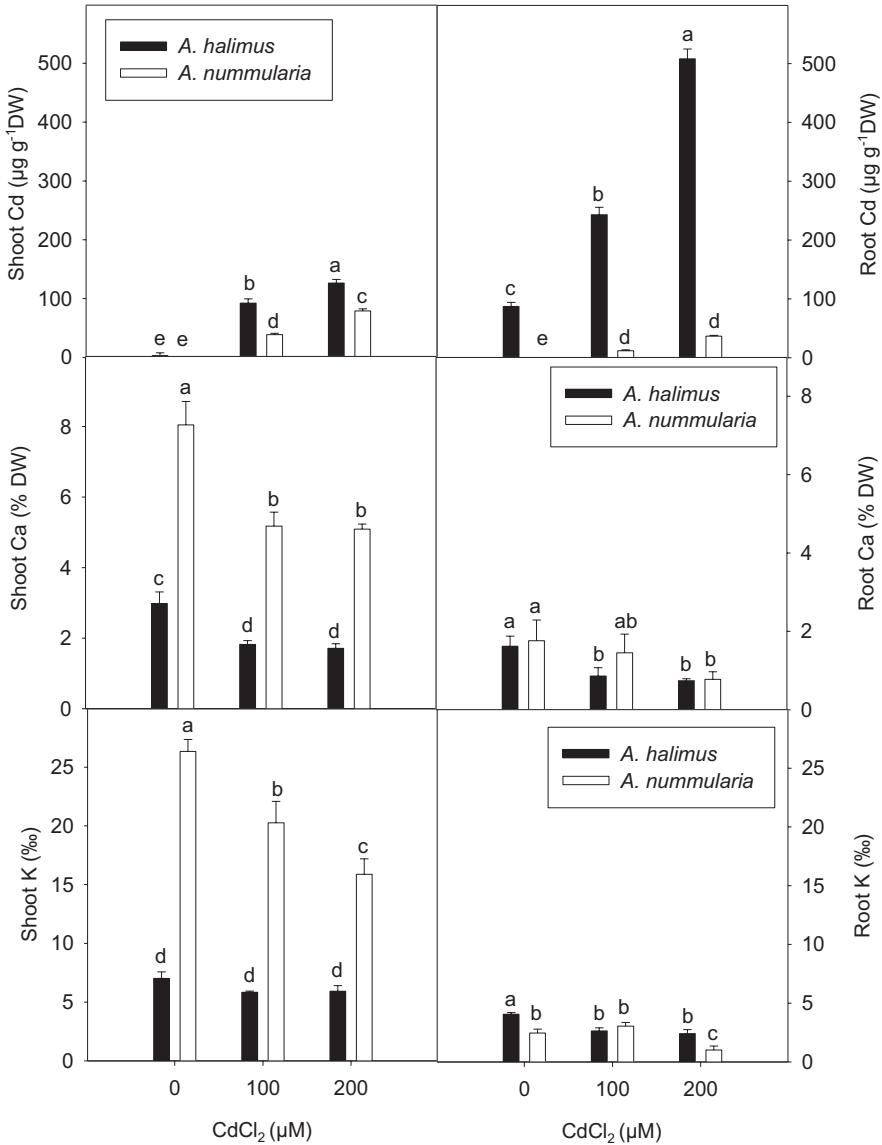 A. halimus
A. nummularia
Shoot Cd (µg g⁻¹DW)
500
400
300
200
100
0
e e
b
d
a
c
Root Cd (µg g⁻¹DW)
500
400
300
200
100
0
c
e
b
d
a
d
Shoot Ca (% DW)
8
6
4
2
0
c
a
d
b
d
b
A. halimus
A. nummularia
Root Ca (% DW)
8
6
4
2
0
a
a
b
ab
b
b
Shoot K (‰)
25
20
15
10
5
0
d
a
d
b
d
c
0 100 200
CdCl₂ (µM)
A. halimus
A. nummularia
Root K (‰)
25
20
15
10
5
0
a
b
b
b
b
c
0 100 200
CdCl₂ (µM)